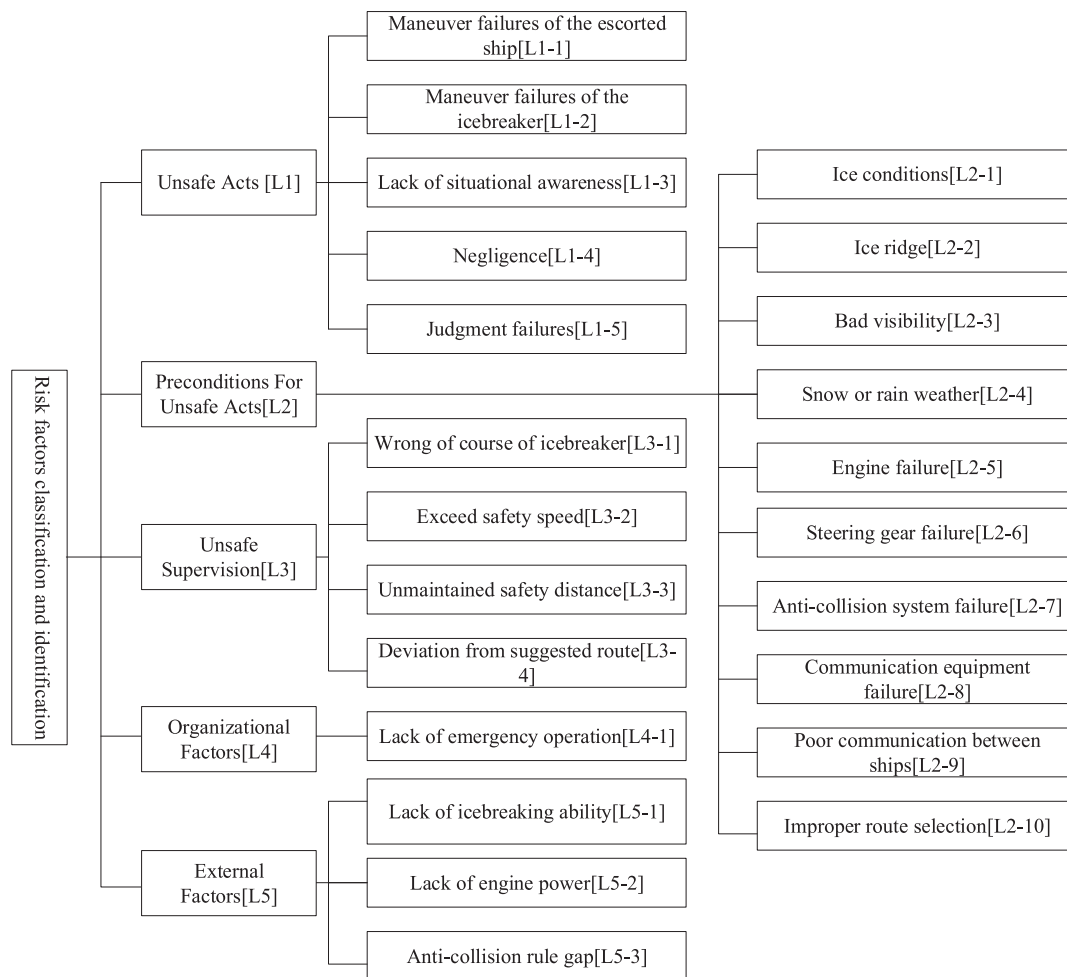 Risk factors classification and identification
Unsafe Acts [L1]
Maneuver failures of the escorted
ship[L1-1]
Maneuver failures of the
icebreaker[L1-2]
Lack of situational awareness[L1-3]
Negligence[L1-4]
Judgment failures[L1-5]
Preconditions For
Unsafe Acts[L2]
Ice conditions[L2-1]
Ice ridge[L2-2]
Bad visibility[L2-3]
Snow or rain weather[L2-4]
Engine failure[L2-5]
Steering gear failure[L2-6]
Anti-collision system failure[L2-7]
Communication equipment
failure[L2-8]
Poor communication between
ships[L2-9]
Improper route selection[L2-10]
Unsafe
Supervision[L3]
Wrong of course of icebreaker[L3-1]
Exceed safety speed[L3-2]
Unmaintained safety distance[L3-3]
Deviation from suggested route[L3-
4]
Organizational
Factors[L4]
Lack of emergency operation[L4-1]
External
Factors[L5]
Lack of icebreaking ability[L5-1]
Lack of engine power[L5-2]
Anti-collision rule gap[L5-3]